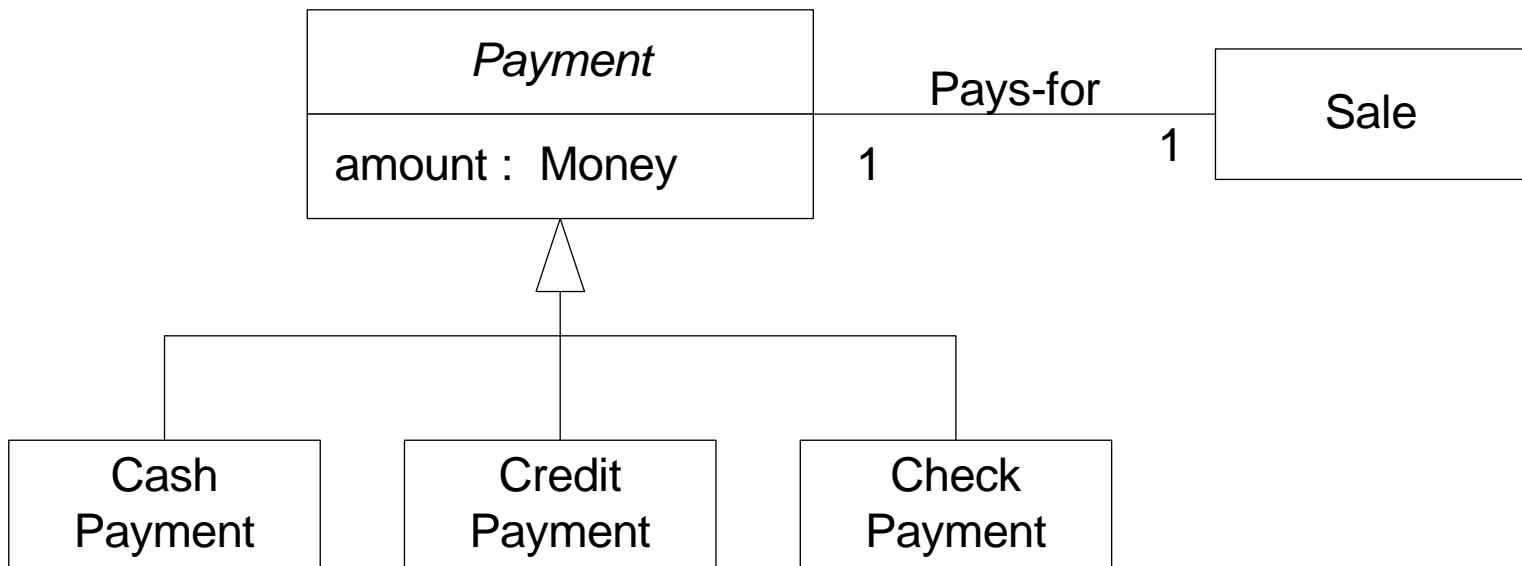 Payment
amount :  Money
Pays-for
1
1
Sale
Cash
Payment
Credit
Payment
Check
Payment